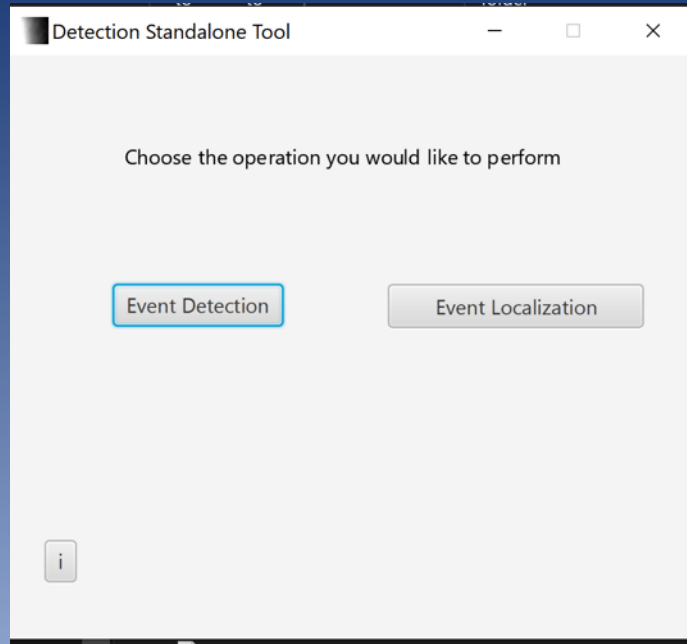 Detection Standalone Tool
Choose the operation you would like to perform
Event Detection
Event Localization
i